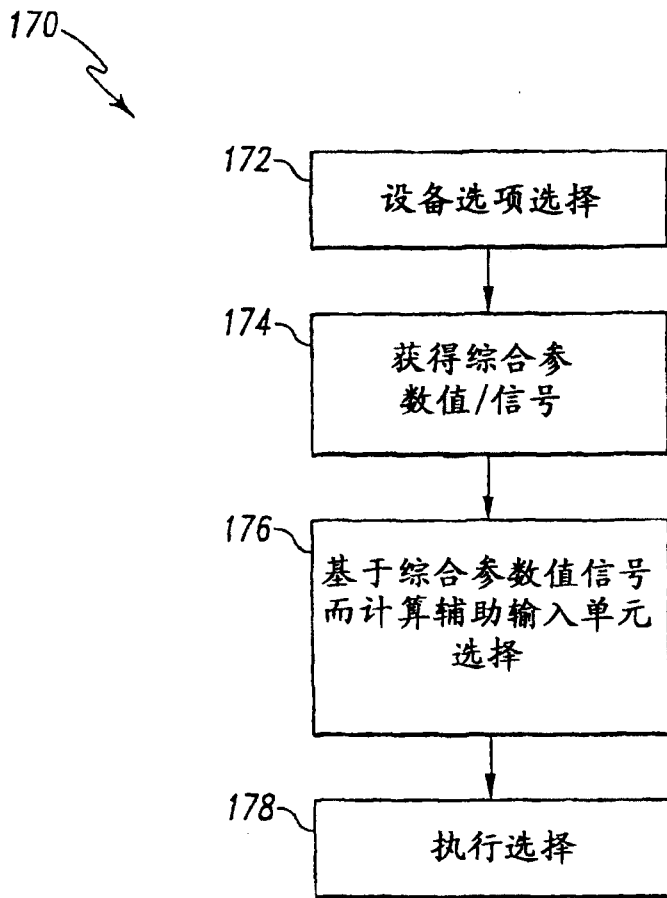 170
172
设备选项选择
174
获得综合参
数值/信号
176
基于综合参数值信号
而计算辅助输入单元
选择
178
执行选择